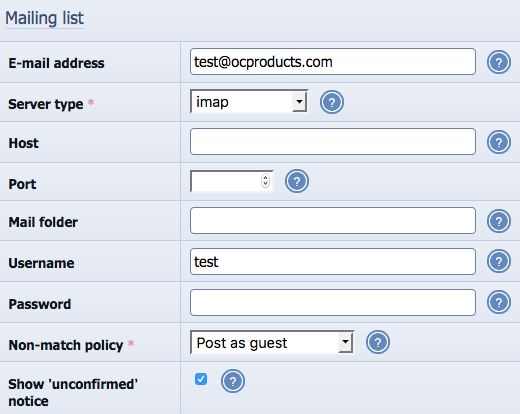 Mailing list
E-mail address test@ocproducts.com ?
Server type * imap ?
Host ?
Port ?
Mail folder ?
Username test ?
Password ?
Non-match policy * Post as guest ?
Show 'unconfirmed' ?
notice